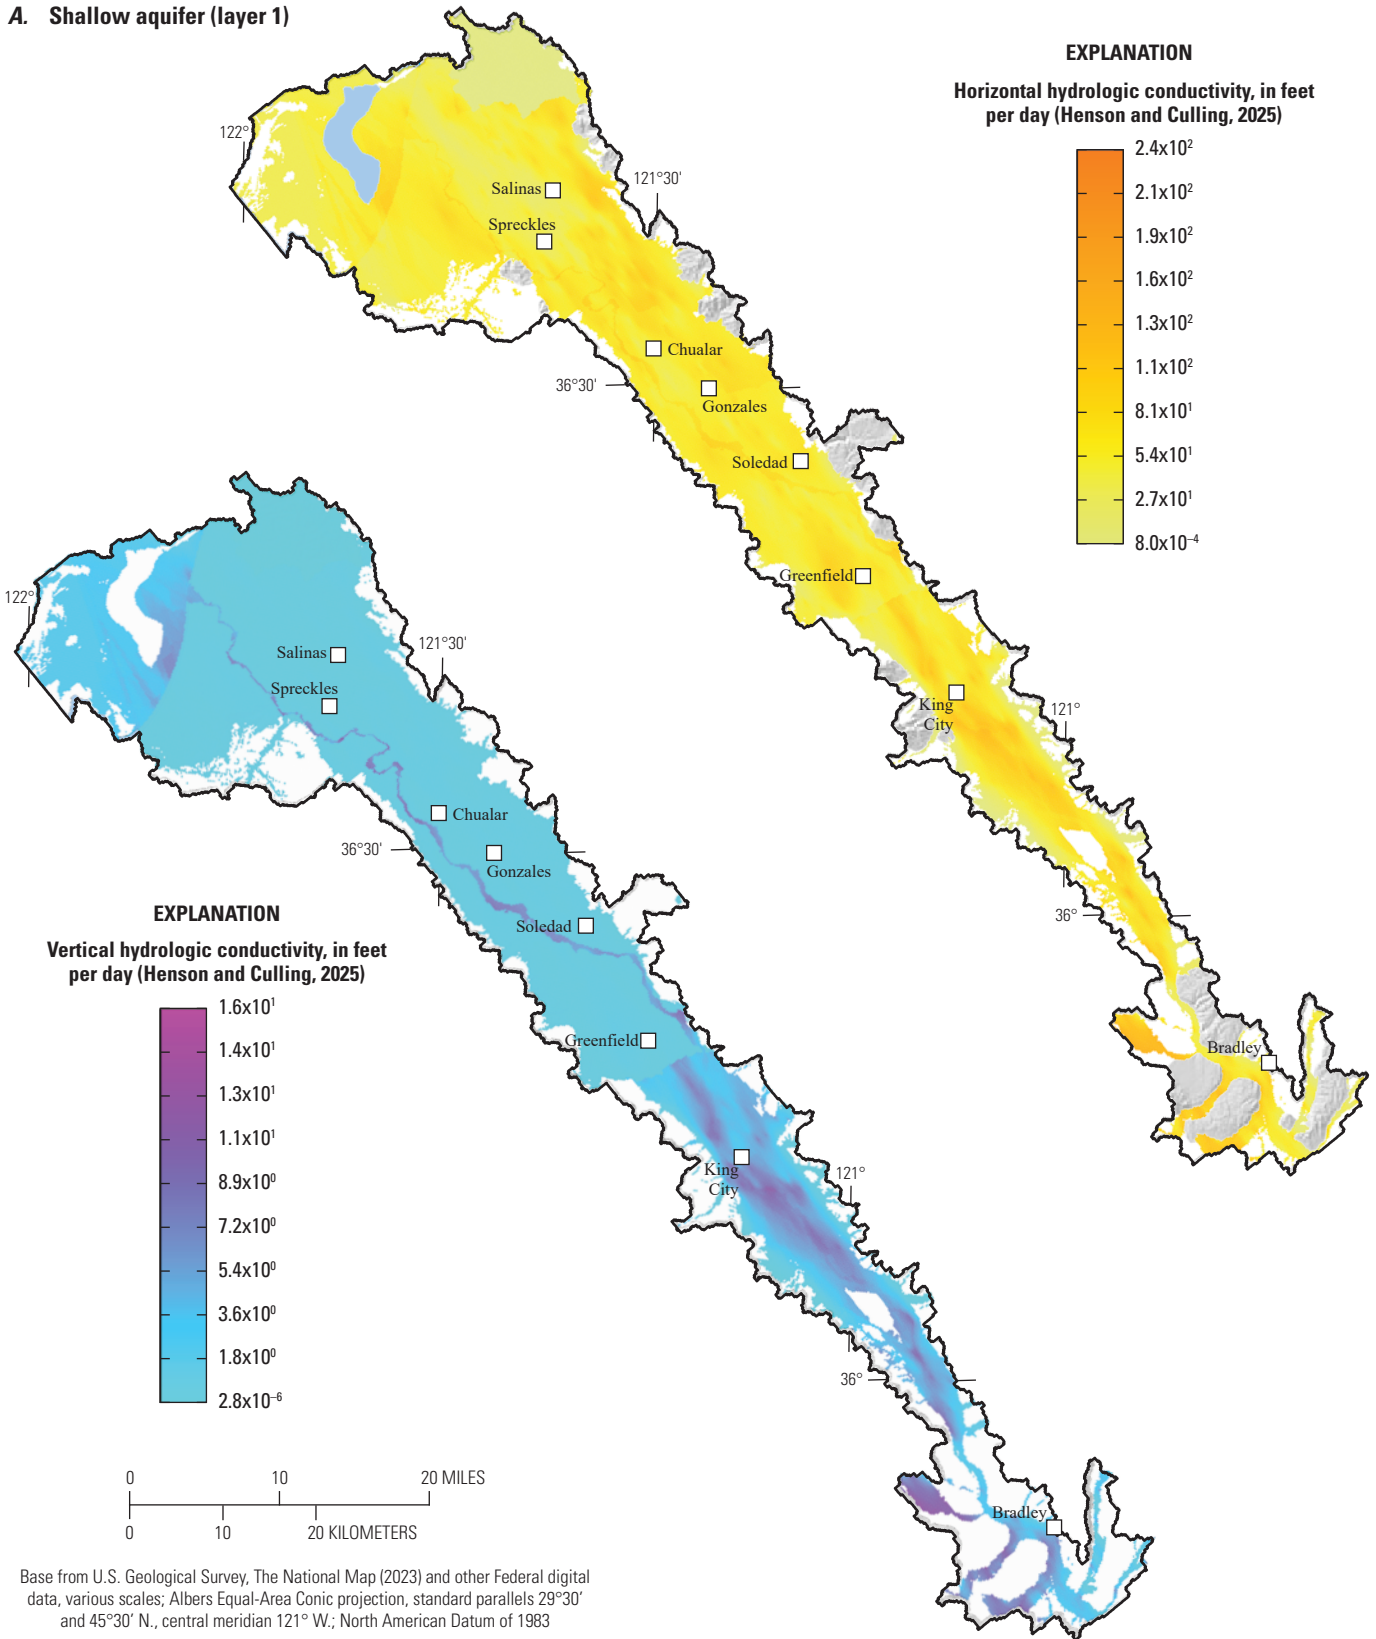 A. Shallow aquifer (layer 1)
EXPLANATION
Horizontal hydrologic conductivity, in feet
per day (Henson and Culling, 2025)
2.4x10²
2.1x10²
1.9x10²
1.6x10²
1.3x10²
1.1x10²
8.1x10¹
5.4x10¹
2.7x10¹
8.0x10⁻⁴
122°
121°30'
Salinas
Spreckles
Chualar
36°30'
Gonzales
Soledad
Greenfield
King
City
121°
36°
Bradley
122°
121°30'
Salinas
Spreckles
Chualar
36°30'
Gonzales
Soledad
Greenfield
King
City
121°
36°
Bradley
EXPLANATION
Vertical hydrologic conductivity, in feet
per day (Henson and Culling, 2025)
1.6x10¹
1.4x10¹
1.3x10¹
1.1x10¹
8.9x10⁰
7.2x10⁰
5.4x10⁰
3.6x10⁰
1.8x10⁰
2.8x10⁻⁶
0 10 20 MILES
0 10 20 KILOMETERS
Base from U.S. Geological Survey, The National Map (2023) and other Federal digital
data, various scales; Albers Equal-Area Conic projection, standard parallels 29°30'
and 45°30' N., central meridian 121° W.; North American Datum of 1983